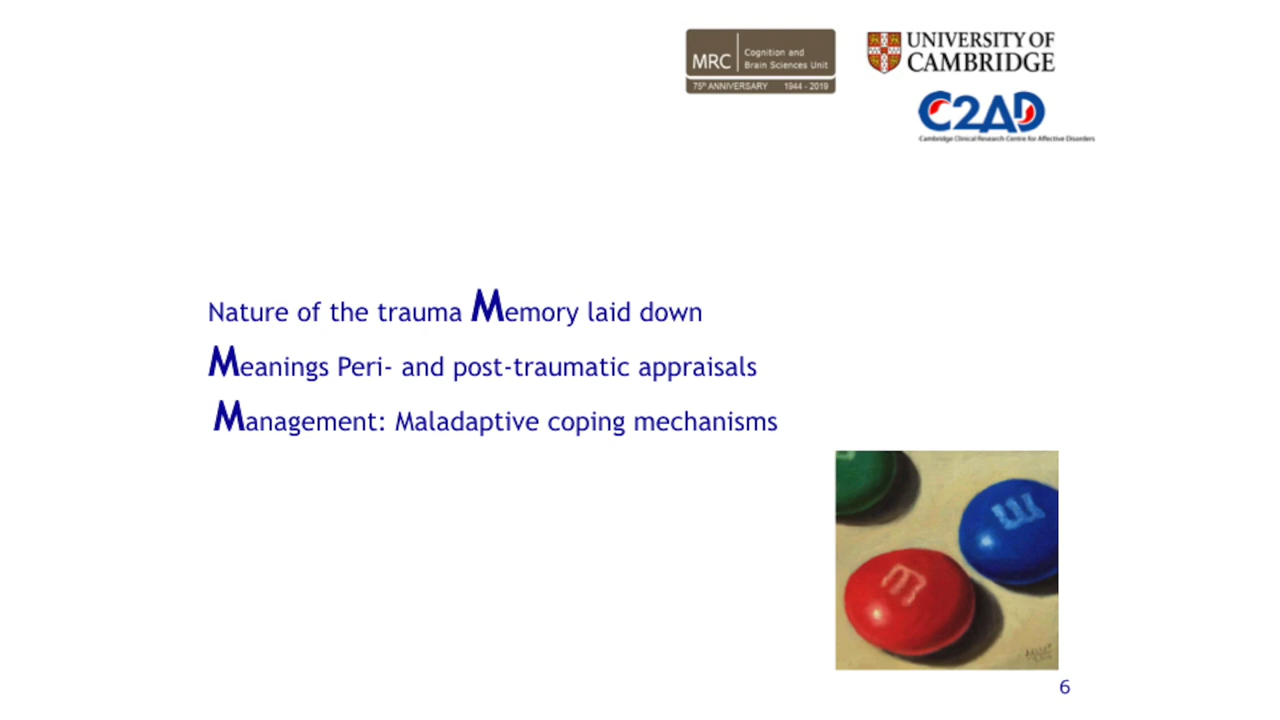 MRC Cognition and Brain Sciences Unit
75th ANNIVERSARY 1944 - 2019
UNIVERSITY OF CAMBRIDGE
C2AD
Cambridge Clinical Research Centre for Affective Disorders
Nature of the trauma Memory laid down
Meanings Peri- and post-traumatic appraisals
Management: Maladaptive coping mechanisms
m
m
6